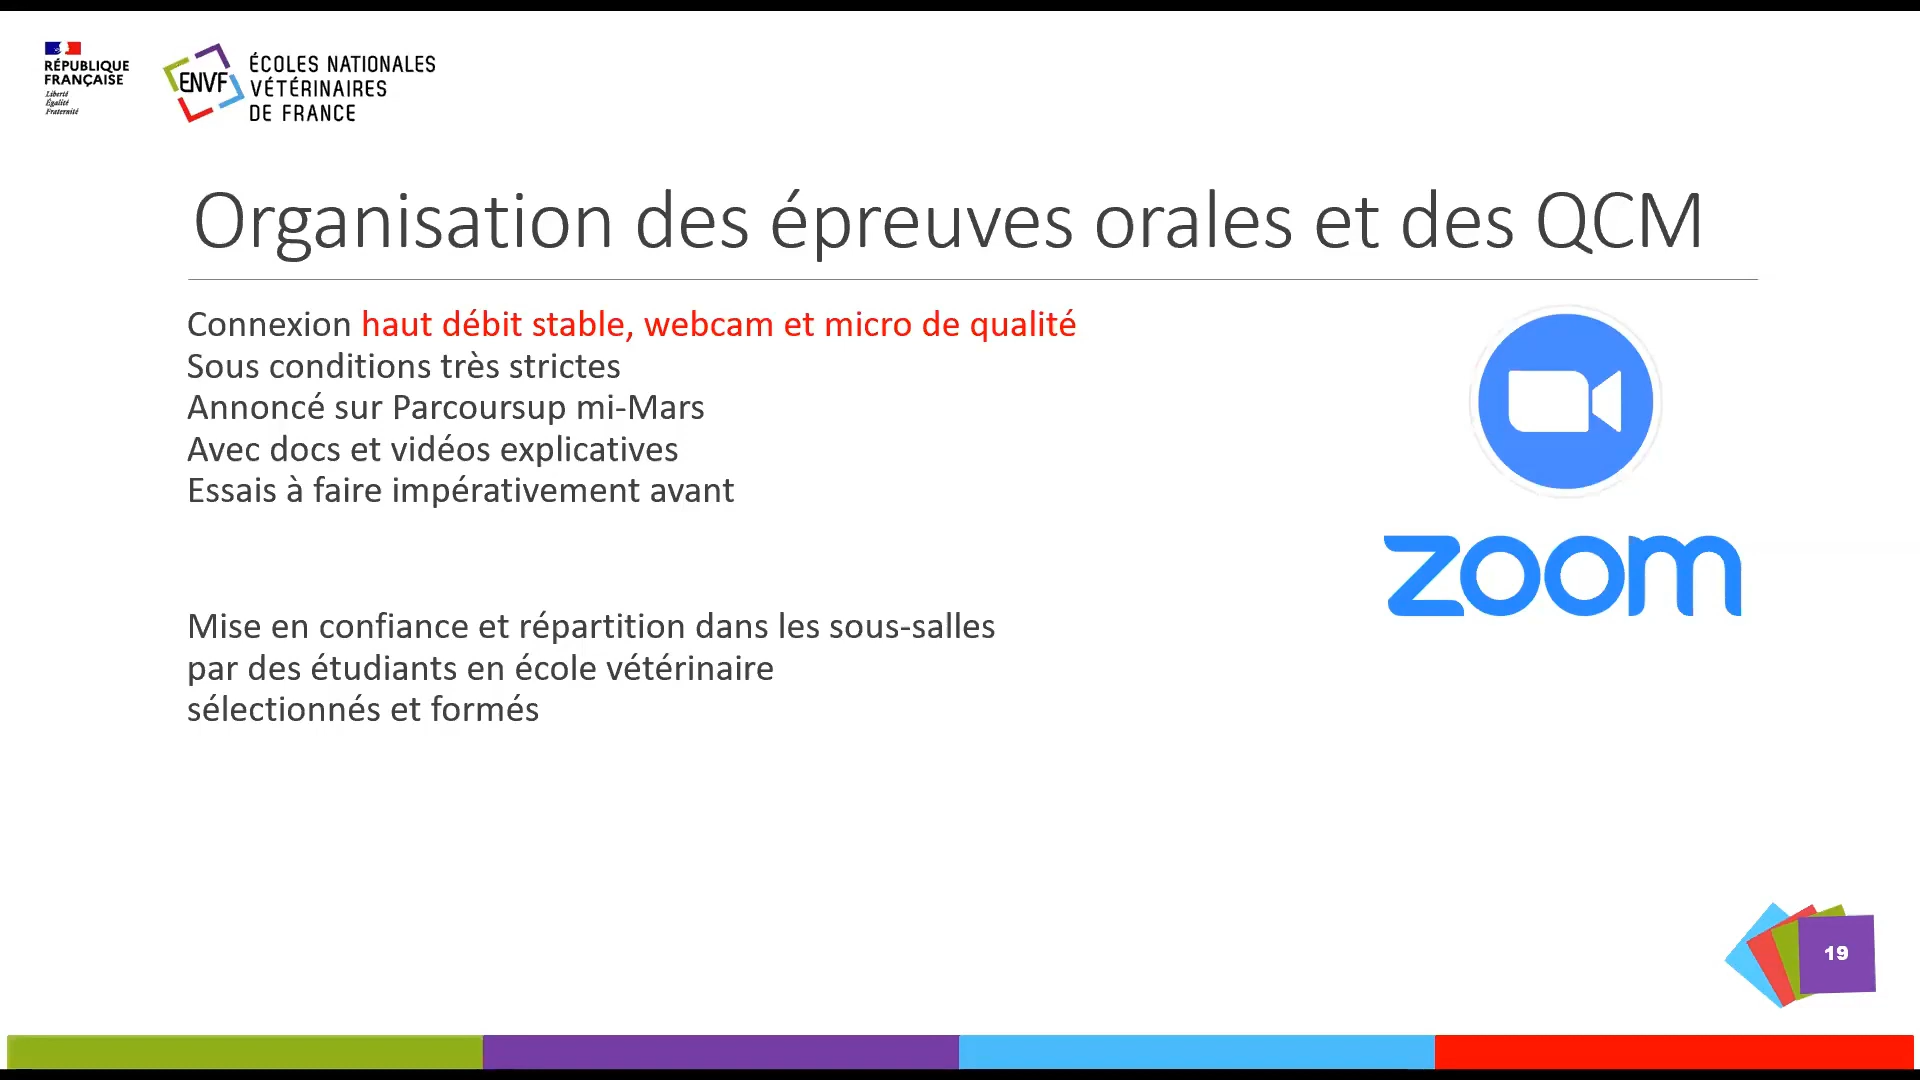 RÉPUBLIQUE
FRANÇAISE
Liberté
Égalité
Fraternité
ENVF
ÉCOLES NATIONALES
VÉTÉRINAIRES
DE FRANCE
Organisation des épreuves orales et des QCM
Connexion haut débit stable, webcam et micro de qualité
Sous conditions très strictes
Annoncé sur Parcoursup mi-Mars
Avec docs et vidéos explicatives
Essais à faire impérativement avant
zoom
Mise en confiance et répartition dans les sous-salles
par des étudiants en école vétérinaire
sélectionnés et formés
19